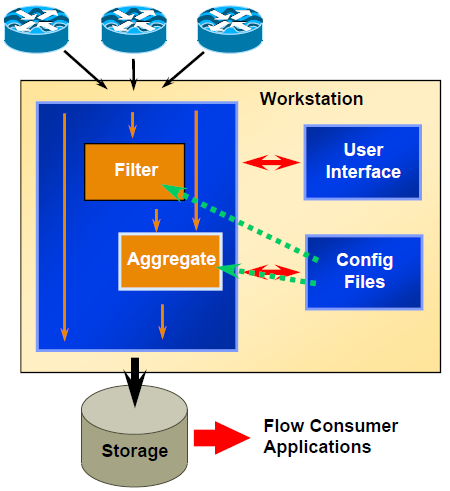 Workstation
User
Interface
Filter
Aggregate
Config
Files
Storage
Flow Consumer
Applications